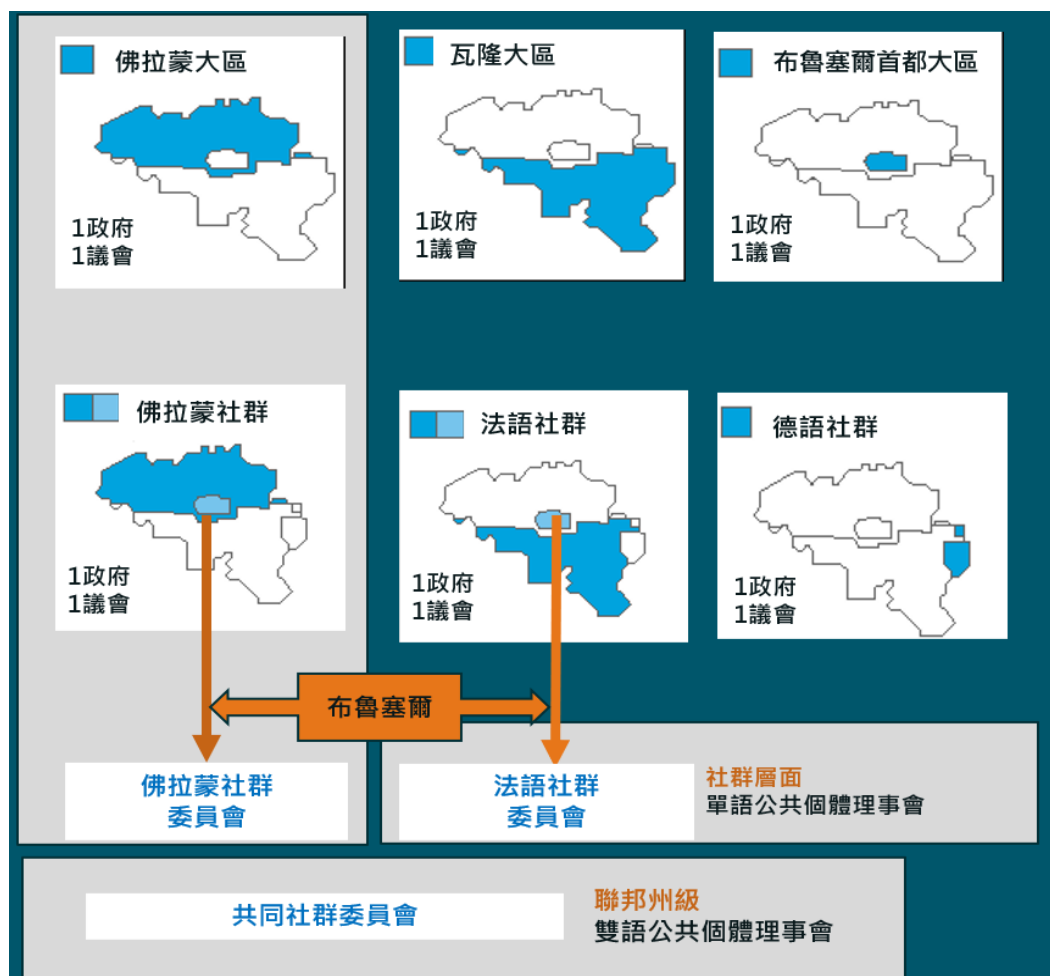 佛拉蒙大區
1政府
1議會
瓦隆大區
1政府
1議會
布魯塞爾首都大區
1政府
1議會
佛拉蒙社群
1政府
1議會
法語社群
1政府
1議會
德語社群
1政府
1議會
布魯塞爾
佛拉蒙社群
委員會
法語社群
委員會
社群層面
單語公共個體理事會
共同社群委員會
聯邦州級
雙語公共個體理事會